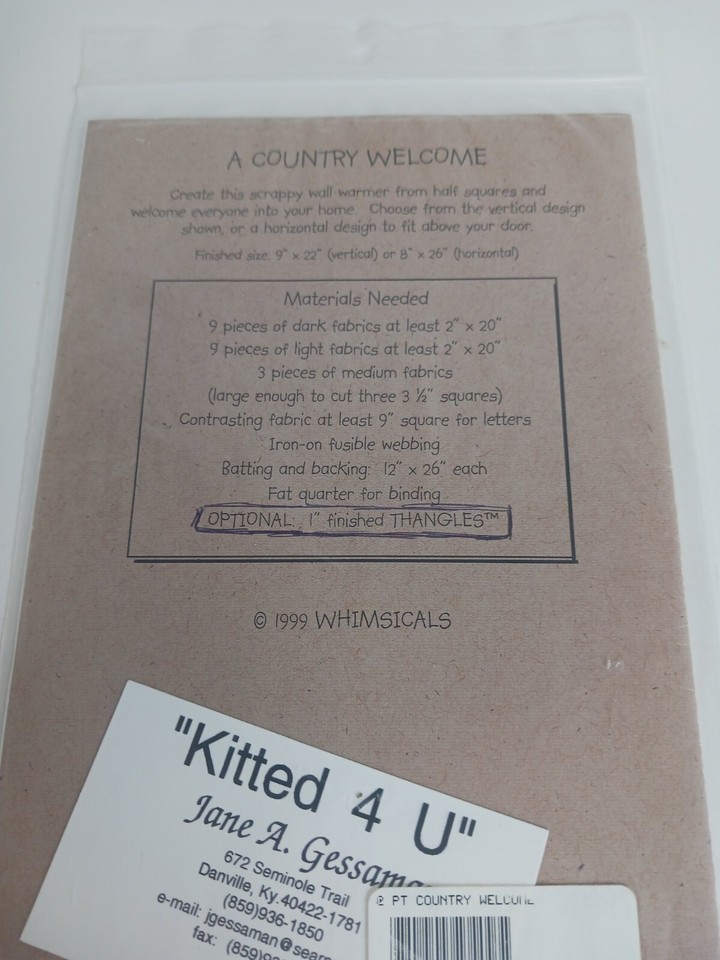 A COUNTRY WELCOME
Create this scrappy wall warmer from half squares and
welcome everyone into your home. Choose from the vertical design
shown, or a horizontal design to fit above your door.
Finished size: 9" x 22" (vertical) or 8" x 26" (horizontal)
Materials Needed
9 pieces of dark fabrics at least 2" x 20"
9 pieces of light fabrics at least 2" x 20"
3 pieces of medium fabrics
(large enough to cut three 3 ½" squares)
Contrasting fabric at least 9" square for letters
Iron-on fusible webbing
Batting and backing: 12" x 26" each
Fat quarter for binding
OPTIONAL: 1" finished THANGLES™
© 1999 WHIMSICALS
"Kitted 4 U"
Jane A. Gessama
672 Seminole Trail
Danville, Ky.40422-1781
(859)936-1850
e-mail: jgessaman@sear
fax: (859)9
@ PT COUNTRY WELCOME